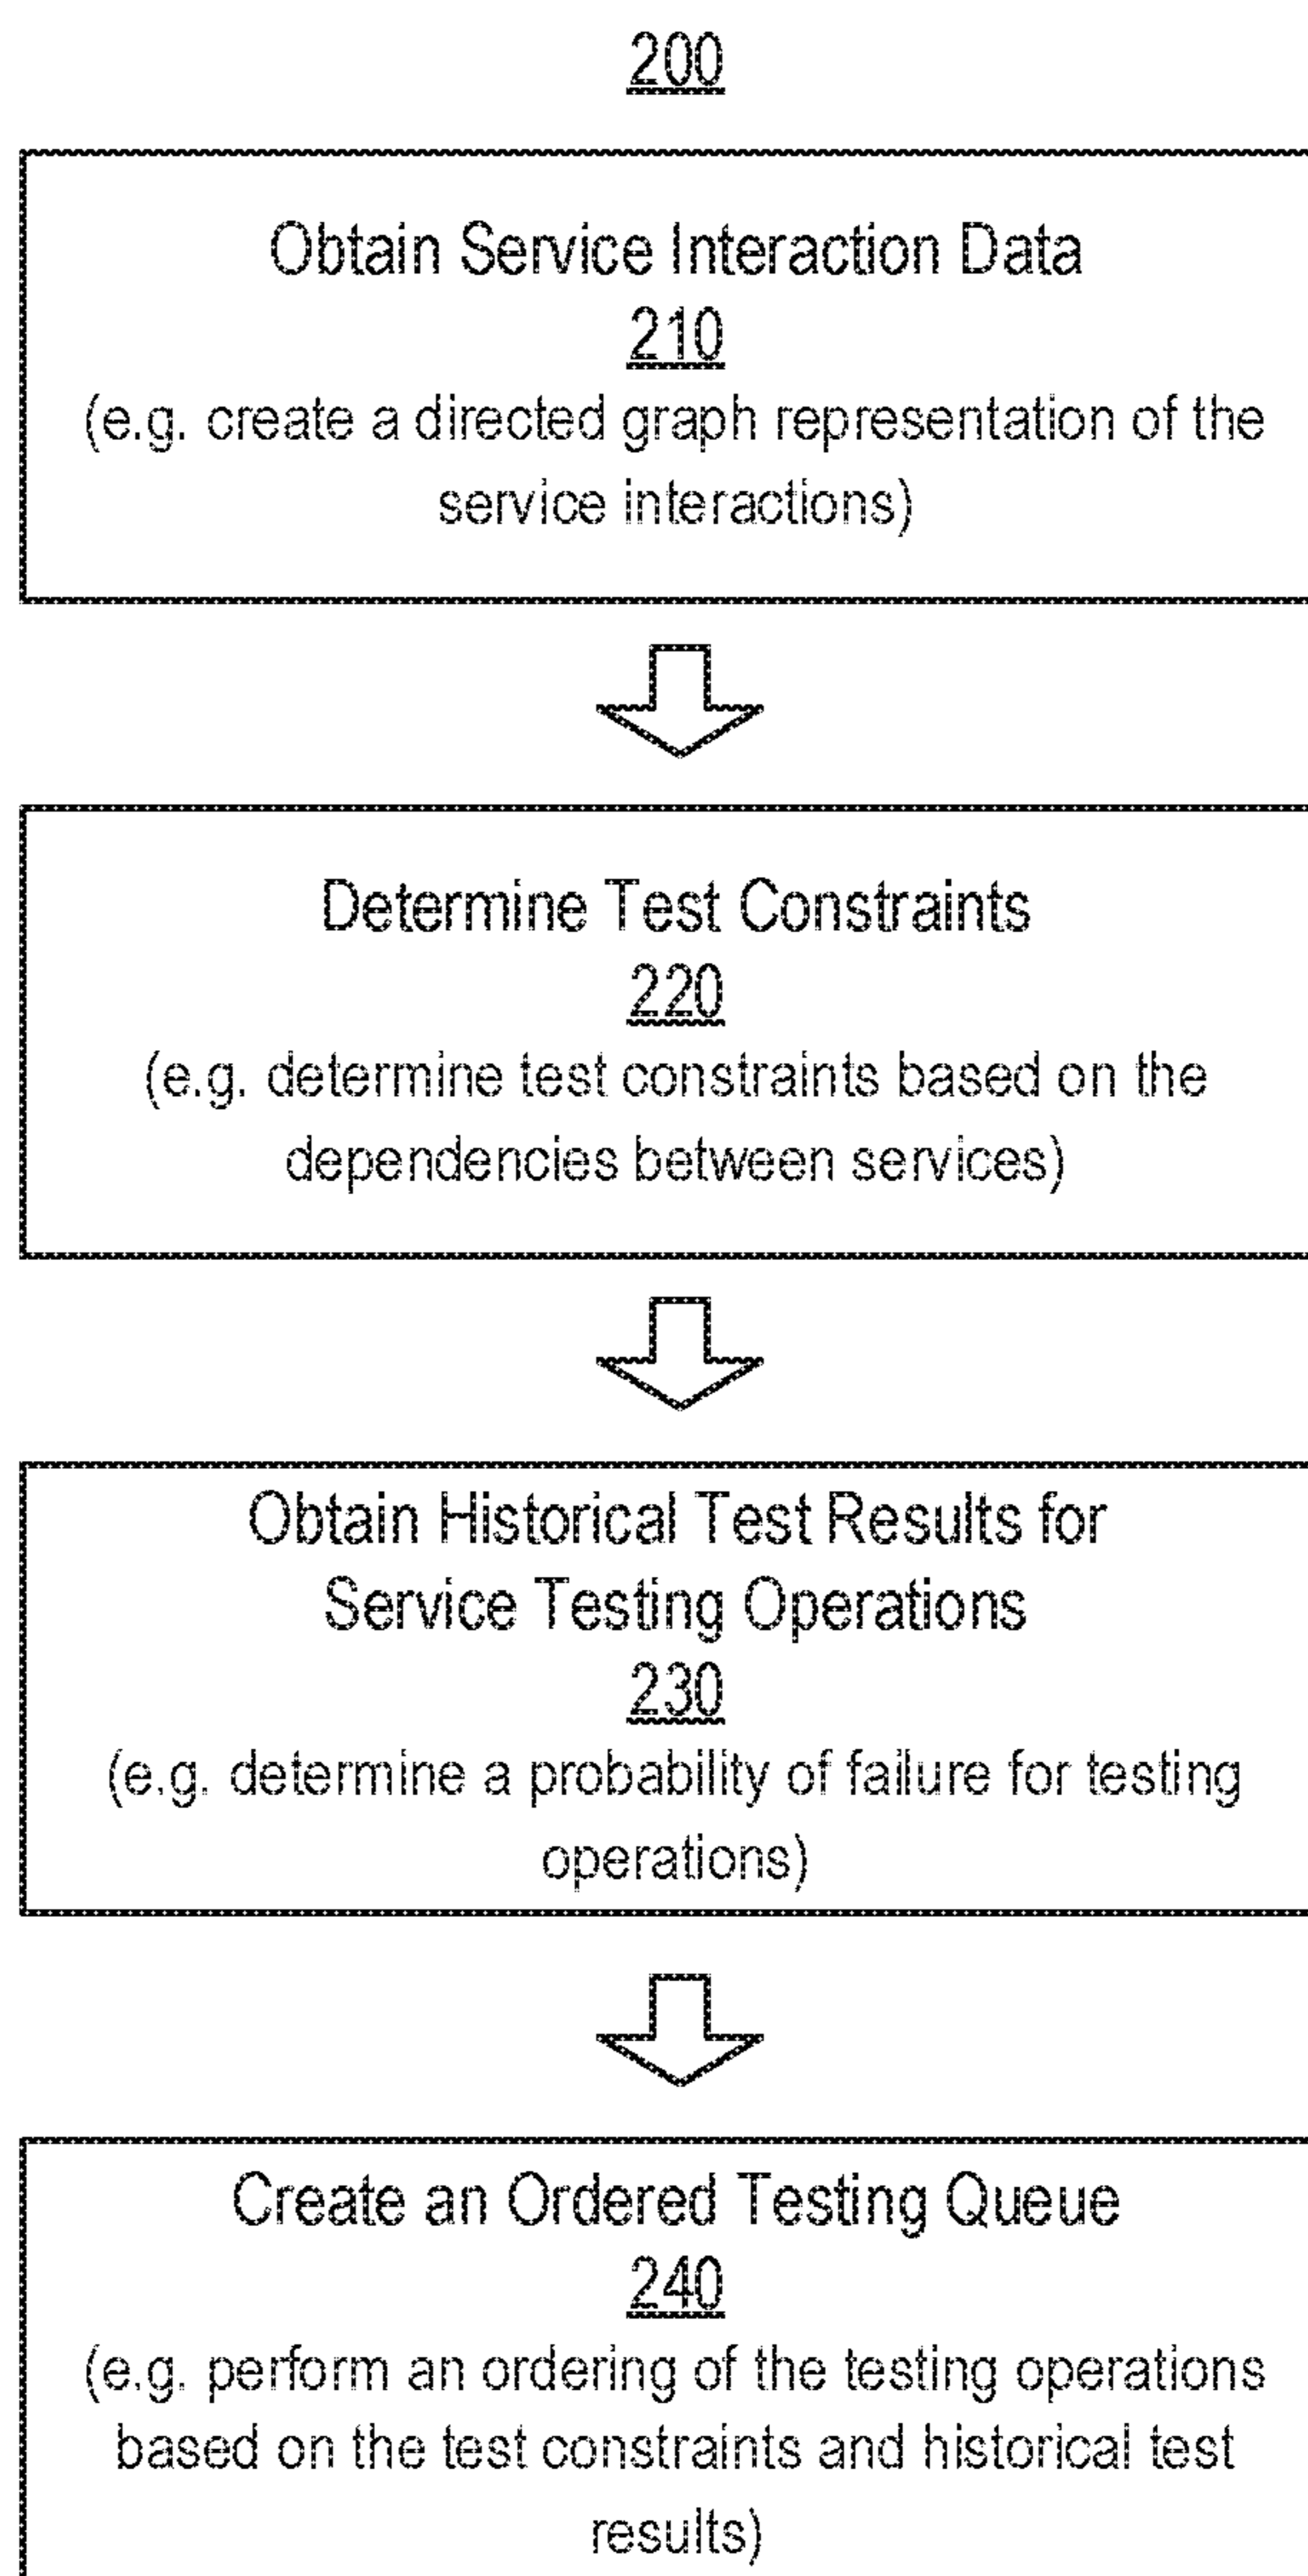 200
Obtain Service Interaction Data
210
(e.g. create a directed graph representation of the
service interactions)
Determine Test Constraints
220
(e.g. determine test constraints based on the
dependencies between services)
Obtain Historical Test Results for
Service Testing Operations
230
(e.g. determine a probability of failure for testing
operations)
Create an Ordered Testing Queue
240
(e.g. perform an ordering of the testing operations
based on the test constraints and historical test
results)